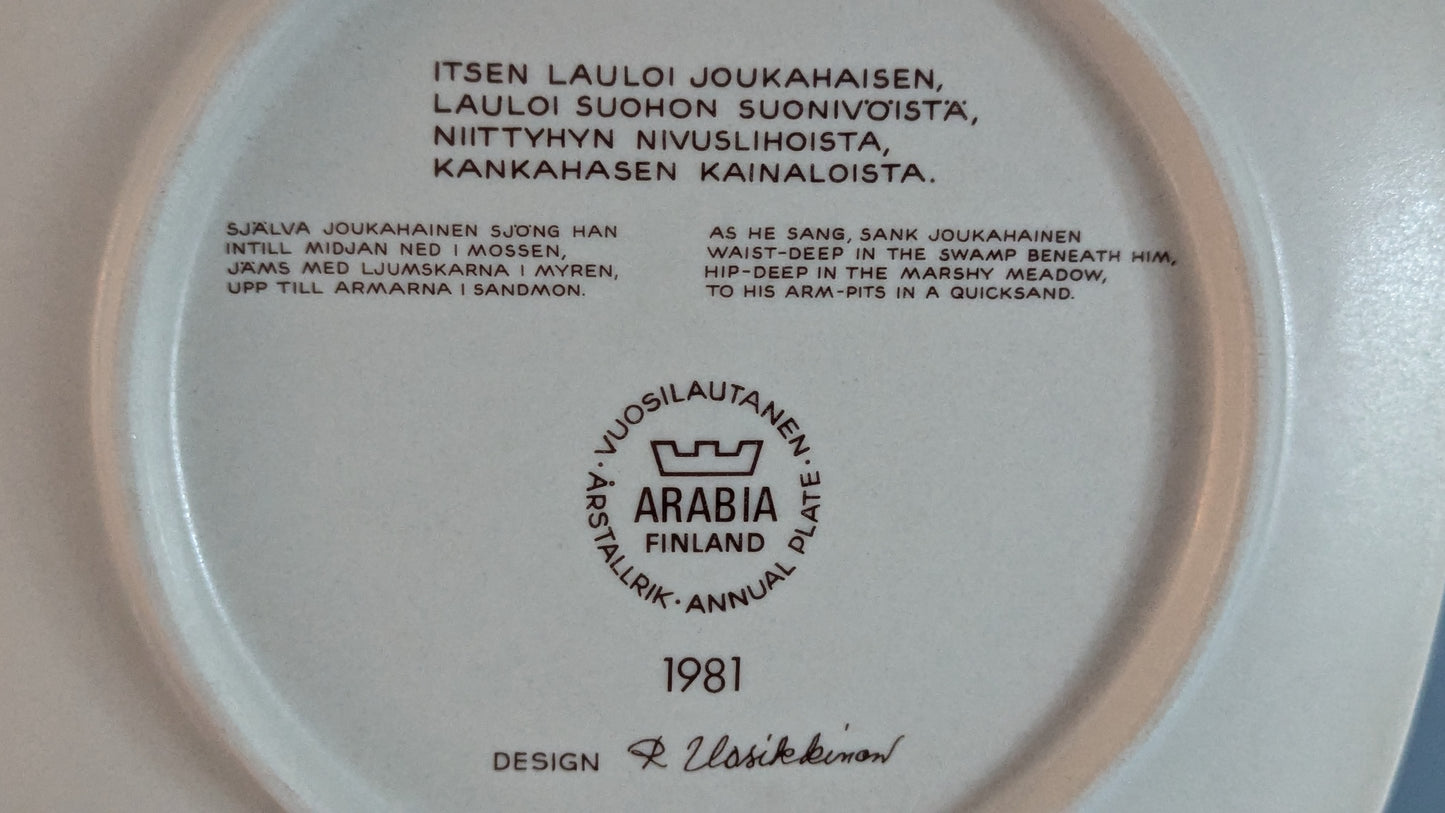 ITSEN LAULOI JOUKAHAISEN,
LAULOI SUOHON SUONIVÖISTÄ,
NIITTYHYN NIVUSLIHOISTA,
KANKAHASEN KAINALOISTA.
SJÄLVA JOUKAHAINEN SJÖNG HAN
INTILL MIDJAN NED I MOSSEN,
JÄMS MED LJUMSKARNA I MYREN,
UPP TILL ARMARNA I SANDMON.
AS HE SANG, SANK JOUKAHAINEN
WAIST-DEEP IN THE SWAMP BENEATH HIM,
HIP-DEEP IN THE MARSHY MEADOW,
TO HIS ARM-PITS IN A QUICKSAND.
· VUOSILAUTANEN · ANNUAL PLATE · ÅRSTALLRIK
ARABIA
FINLAND
1981
DESIGN R Uosikkinen